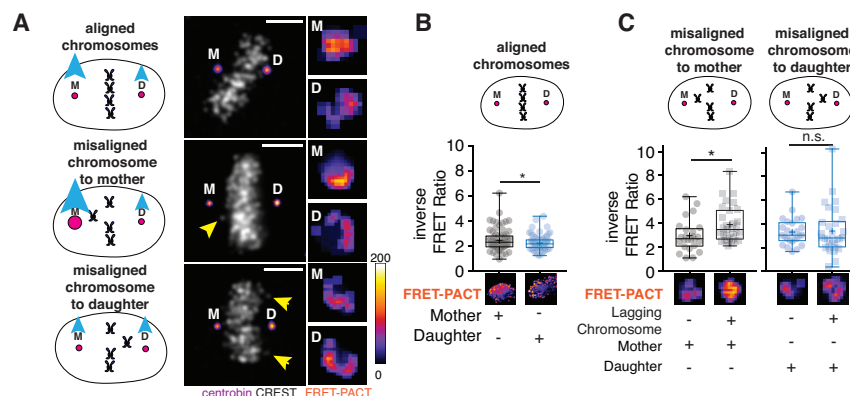 A
aligned
chromosomes
M
D
M
D
M
D
misaligned
chromosome
to mother
M
D
M
D
M
D
misaligned
chromosome
to daughter
M
D
M
D
M
D
200
0
centrobin CREST FRET-PACT
B
aligned
chromosomes
M
D
inverse
FRET Ratio
10
8
6
4
2
0
*
FRET-PACT
Mother + -
Daughter - +
C
misaligned
chromosome
to mother
M
D
misaligned
chromosome
to daughter
M
D
inverse
FRET Ratio
10
8
6
4
2
0
*
n.s.
FRET-PACT
Lagging
Chromosome - + - +
Mother + + - -
Daughter - - + +